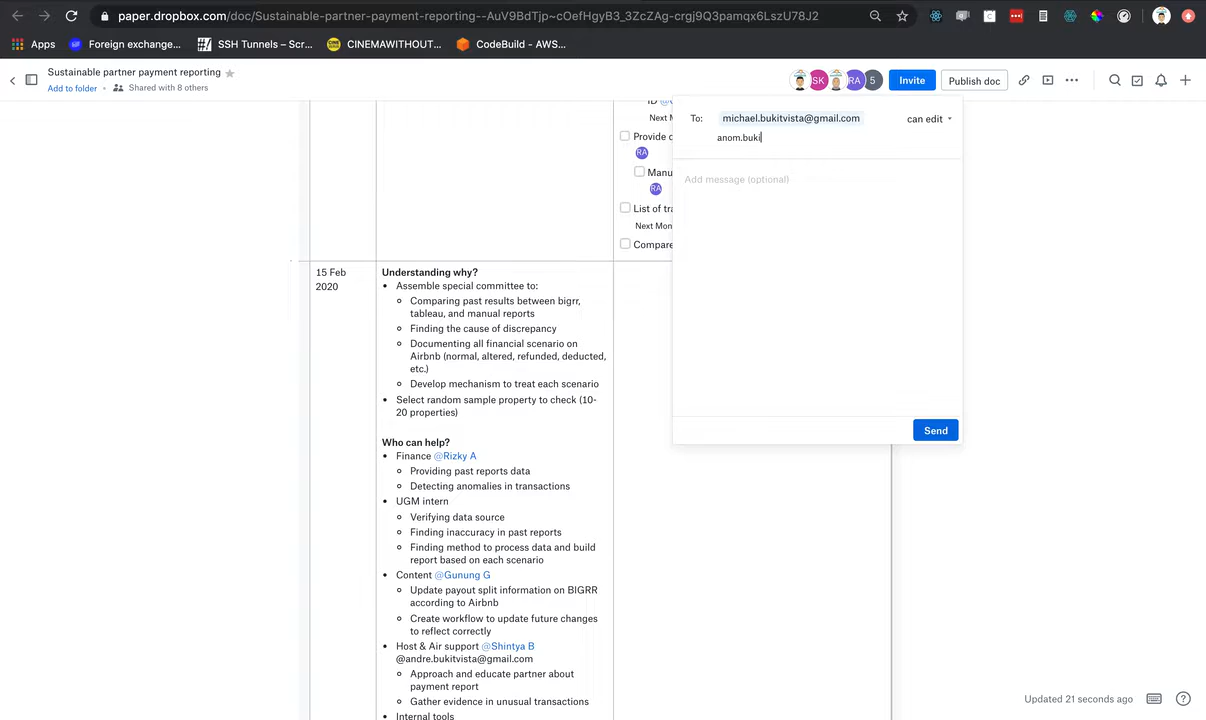 paper.dropbox.com/doc/Sustainable-partner-payment-reporting--AuV9BdTjp~cOefHgyB3_3ZcZAg-crgj9Q3pamqx6LszU78J2
Apps
Foreign exchange...
SSH Tunnels – Scr...
CINEMAWITHOUT...
CodeBuild - AWS...
Sustainable partner payment reporting
Add to folder
Shared with 8 others
SK
RA
5
Invite
Publish doc
To:
michael.bukitvista@gmail.com
can edit
anom.buki
Add message (optional)
Send
ID @
Next M
Provide
RA
Manu
RA
List of tra
Next Mon
Compare
15 Feb
2020
Understanding why?
• Assemble special committee to:
Comparing past results between bigrr,
tableau, and manual reports
Finding the cause of discrepancy
Documenting all financial scenario on
Airbnb (normal, altered, refunded, deducted,
etc.)
Develop mechanism to treat each scenario
• Select random sample property to check (10-
20 properties)
Who can help?
• Finance @Rizky A
Providing past reports data
Detecting anomalies in transactions
• UGM intern
Verifying data source
Finding inaccuracy in past reports
Finding method to process data and build
report based on each scenario
• Content @Gunung G
Update payout split information on BIGRR
according to Airbnb
Create workflow to update future changes
to reflect correctly
• Host & Air support @Shintya B
@andre.bukitvista@gmail.com
Approach and educate partner about
payment report
Gather evidence in unusual transactions
• Internal tools
Updated 21 seconds ago